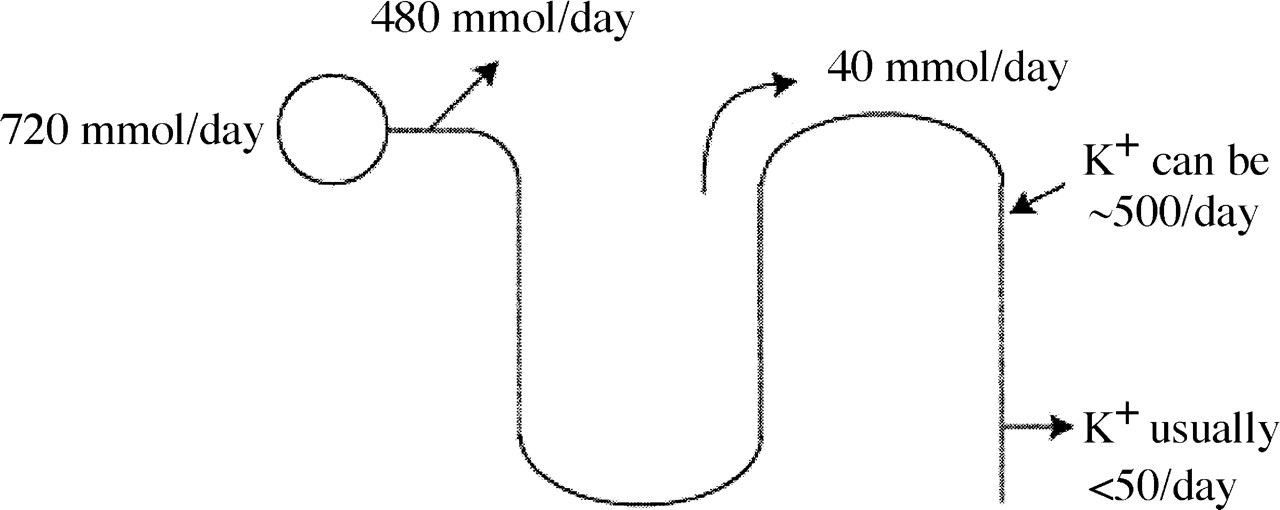 480 mmol/day
720 mmol/day
40 mmol/day
K+ can be
~500/day
K+ usually
<50/day